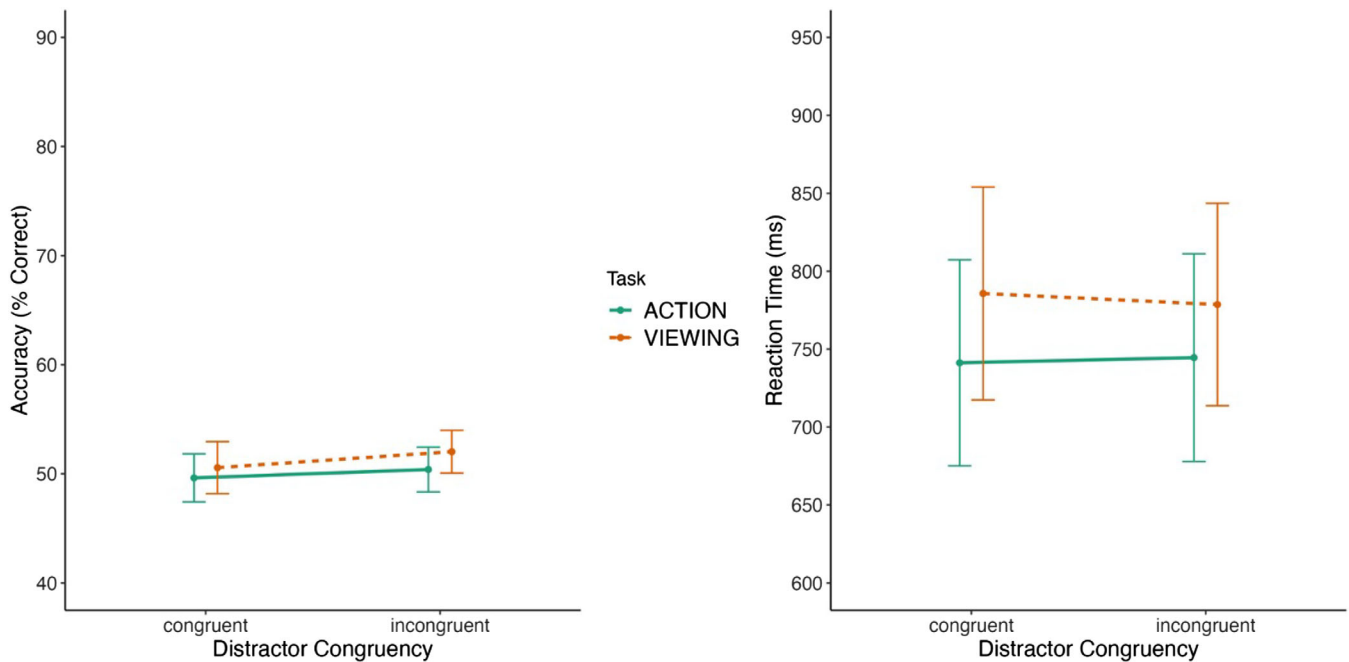 90
80
70
60
50
40
Accuracy (% Correct)
congruent
incongruent
Distractor Congruency
Task
ACTION
VIEWING
950
900
850
800
750
700
650
600
Reaction Time (ms)
congruent
incongruent
Distractor Congruency